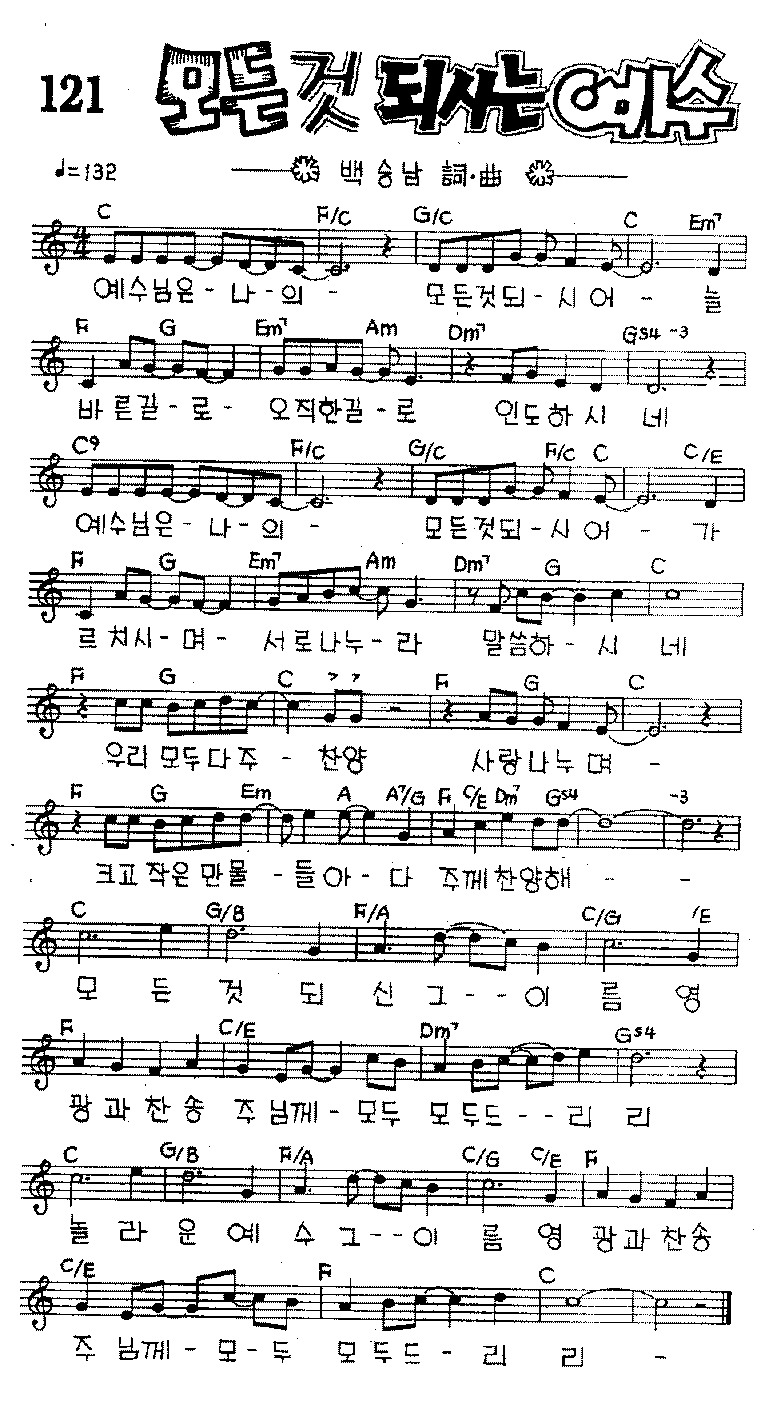 121 모든것 되시는 예수
♩=132 백승남 詞·曲
C F/C G/C C Em7
예수님은 - 나 - 의 - 모든것되 - 시어 - 늘
F G Em7 Am Dm7 Gs4 -3
바른길 - 로 - 오직한길 - 로 인도하시네
C9 F/C G/C F/C C C/E
예수님은 - 나 - 의 - 모든것되 - 시어 - 가
F G Em7 Am Dm7 G C
르치시 - 며 - 서로나누 - 라 말씀하 - 시네
F G C F G C
우리모두다주 - 찬양 사랑나누며 -
F G Em A A7/G F C/E Dm7 Gs4 -3
크고작은만물 - 들아 - 다 주께찬양해 - -
C G/B F/A C/G /E
모든것되신그 - - 이름영
F C/E Dm7 Gs4
광과찬송 주님께 - 모두 모두드 - - 리리
C G/B F/A C/G C/E F
놀라운예수그 - - 이름영광과찬송
C/E F C
주님께 - 모 - 두 모두드 - 리리 -